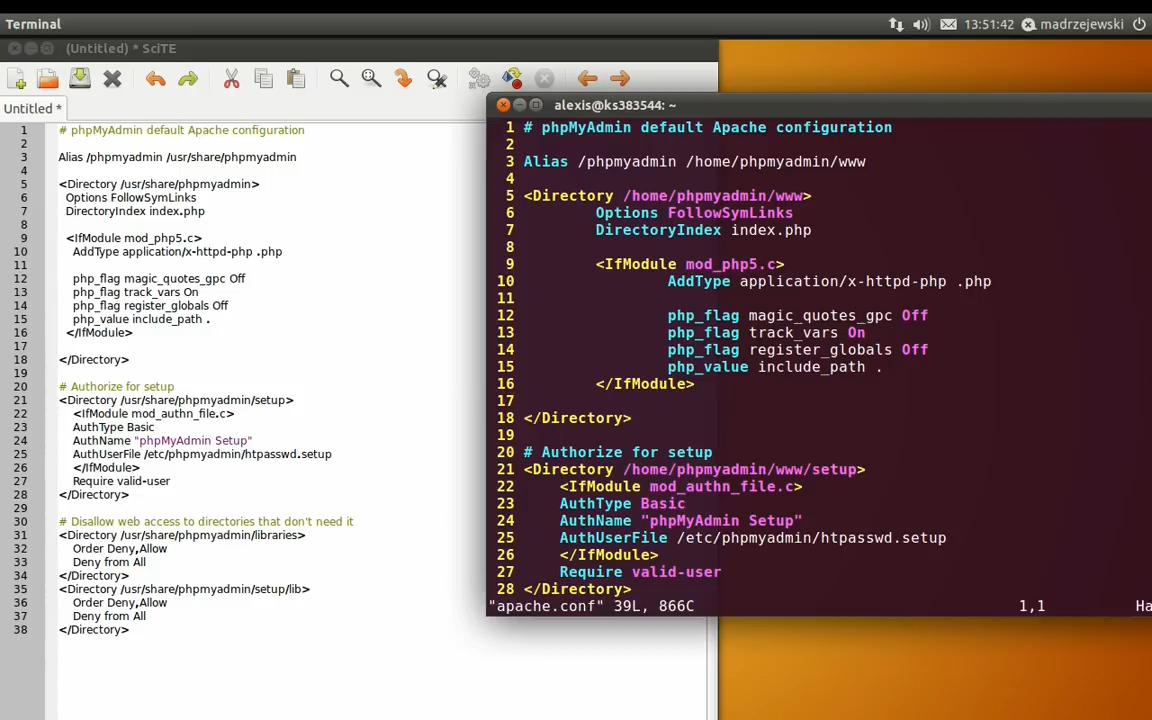 Terminal
13:51:42 madrzejewski
(Untitled) * SciTE
Untitled *
1 # phpMyAdmin default Apache configuration
2
3 Alias /phpmyadmin /usr/share/phpmyadmin
4
5 <Directory /usr/share/phpmyadmin>
6 Options FollowSymLinks
7 DirectoryIndex index.php
8
9 <IfModule mod_php5.c>
10 AddType application/x-httpd-php .php
11
12 php_flag magic_quotes_gpc Off
13 php_flag track_vars On
14 php_flag register_globals Off
15 php_value include_path .
16 </IfModule>
17
18 </Directory>
19
20 # Authorize for setup
21 <Directory /usr/share/phpmyadmin/setup>
22 <IfModule mod_authn_file.c>
23 AuthType Basic
24 AuthName "phpMyAdmin Setup"
25 AuthUserFile /etc/phpmyadmin/htpasswd.setup
26 </IfModule>
27 Require valid-user
28 </Directory>
29
30 # Disallow web access to directories that don't need it
31 <Directory /usr/share/phpmyadmin/libraries>
32 Order Deny,Allow
33 Deny from All
34 </Directory>
35 <Directory /usr/share/phpmyadmin/setup/lib>
36 Order Deny,Allow
37 Deny from All
38 </Directory>
alexis@ks383544: ~
1 # phpMyAdmin default Apache configuration
2
3 Alias /phpmyadmin /home/phpmyadmin/www
4
5 <Directory /home/phpmyadmin/www>
6 Options FollowSymLinks
7 DirectoryIndex index.php
8
9 <IfModule mod_php5.c>
10 AddType application/x-httpd-php .php
11
12 php_flag magic_quotes_gpc Off
13 php_flag track_vars On
14 php_flag register_globals Off
15 php_value include_path .
16 </IfModule>
17
18 </Directory>
19
20 # Authorize for setup
21 <Directory /home/phpmyadmin/www/setup>
22 <IfModule mod_authn_file.c>
23 AuthType Basic
24 AuthName "phpMyAdmin Setup"
25 AuthUserFile /etc/phpmyadmin/htpasswd.setup
26 </IfModule>
27 Require valid-user
28 </Directory>
"apache.conf" 39L, 866C 1,1 Ha